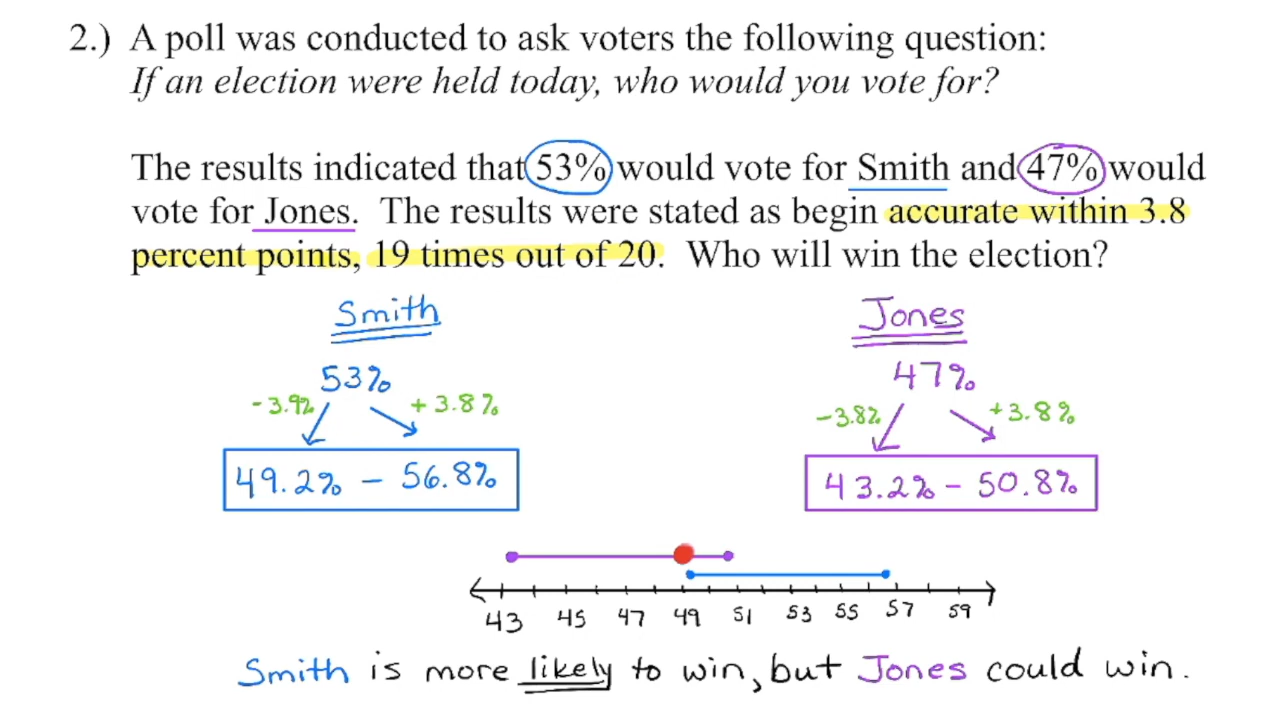 2.) A poll was conducted to ask voters the following question:
If an election were held today, who would you vote for?
The results indicated that 53% would vote for Smith and 47% would
vote for Jones. The results were stated as begin accurate within 3.8
percent points, 19 times out of 20. Who will win the election?
Smith Jones
53% 47%
-3.9% +3.8% -3.8% +3.8%
49.2% - 56.8% 43.2% - 50.8%
43 45 47 49 51 53 55 57 59
Smith is more likely to win, but Jones could win.